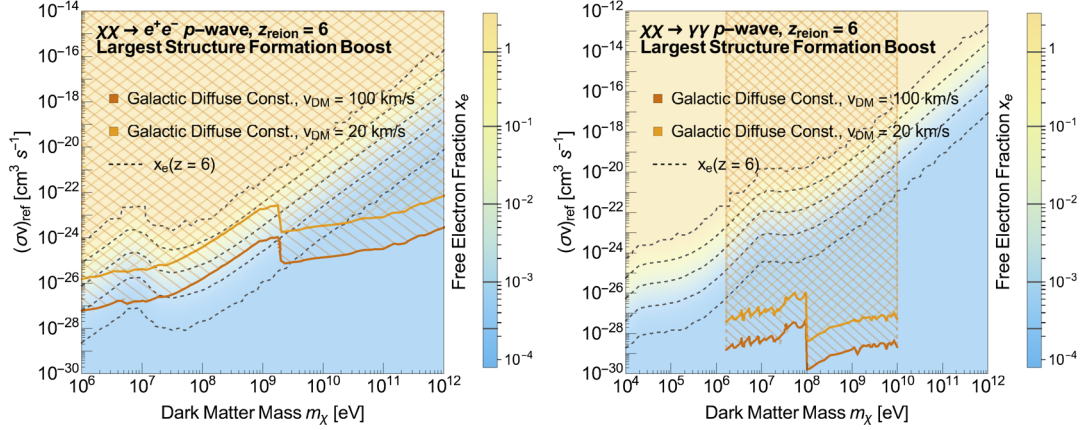 χχ → e⁺e⁻ p–wave, z_reion = 6
Largest Structure Formation Boost
Galactic Diffuse Const., v_DM = 100 km/s
Galactic Diffuse Const., v_DM = 20 km/s
x_e(z = 6)
⟨σv⟩_ref [cm³ s⁻¹]
10⁻¹⁴
10⁻¹⁶
10⁻¹⁸
10⁻²⁰
10⁻²²
10⁻²⁴
10⁻²⁶
10⁻²⁸
10⁻³⁰
10⁶
10⁷
10⁸
10⁹
10¹⁰
10¹¹
10¹²
Dark Matter Mass m_χ [eV]
1
10⁻¹
10⁻²
10⁻³
10⁻⁴
Free Electron Fraction x_e
χχ → γγ p–wave, z_reion = 6
Largest Structure Formation Boost
Galactic Diffuse Const., v_DM = 100 km/s
Galactic Diffuse Const., v_DM = 20 km/s
x_e(z = 6)
⟨σv⟩_ref [cm³ s⁻¹]
10⁻¹²
10⁻¹⁴
10⁻¹⁶
10⁻¹⁸
10⁻²⁰
10⁻²²
10⁻²⁴
10⁻²⁶
10⁻²⁸
10⁻³⁰
10⁴
10⁵
10⁶
10⁷
10⁸
10⁹
10¹⁰
10¹¹
10¹²
Dark Matter Mass m_χ [eV]
1
10⁻¹
10⁻²
10⁻³
10⁻⁴
Free Electron Fraction x_e